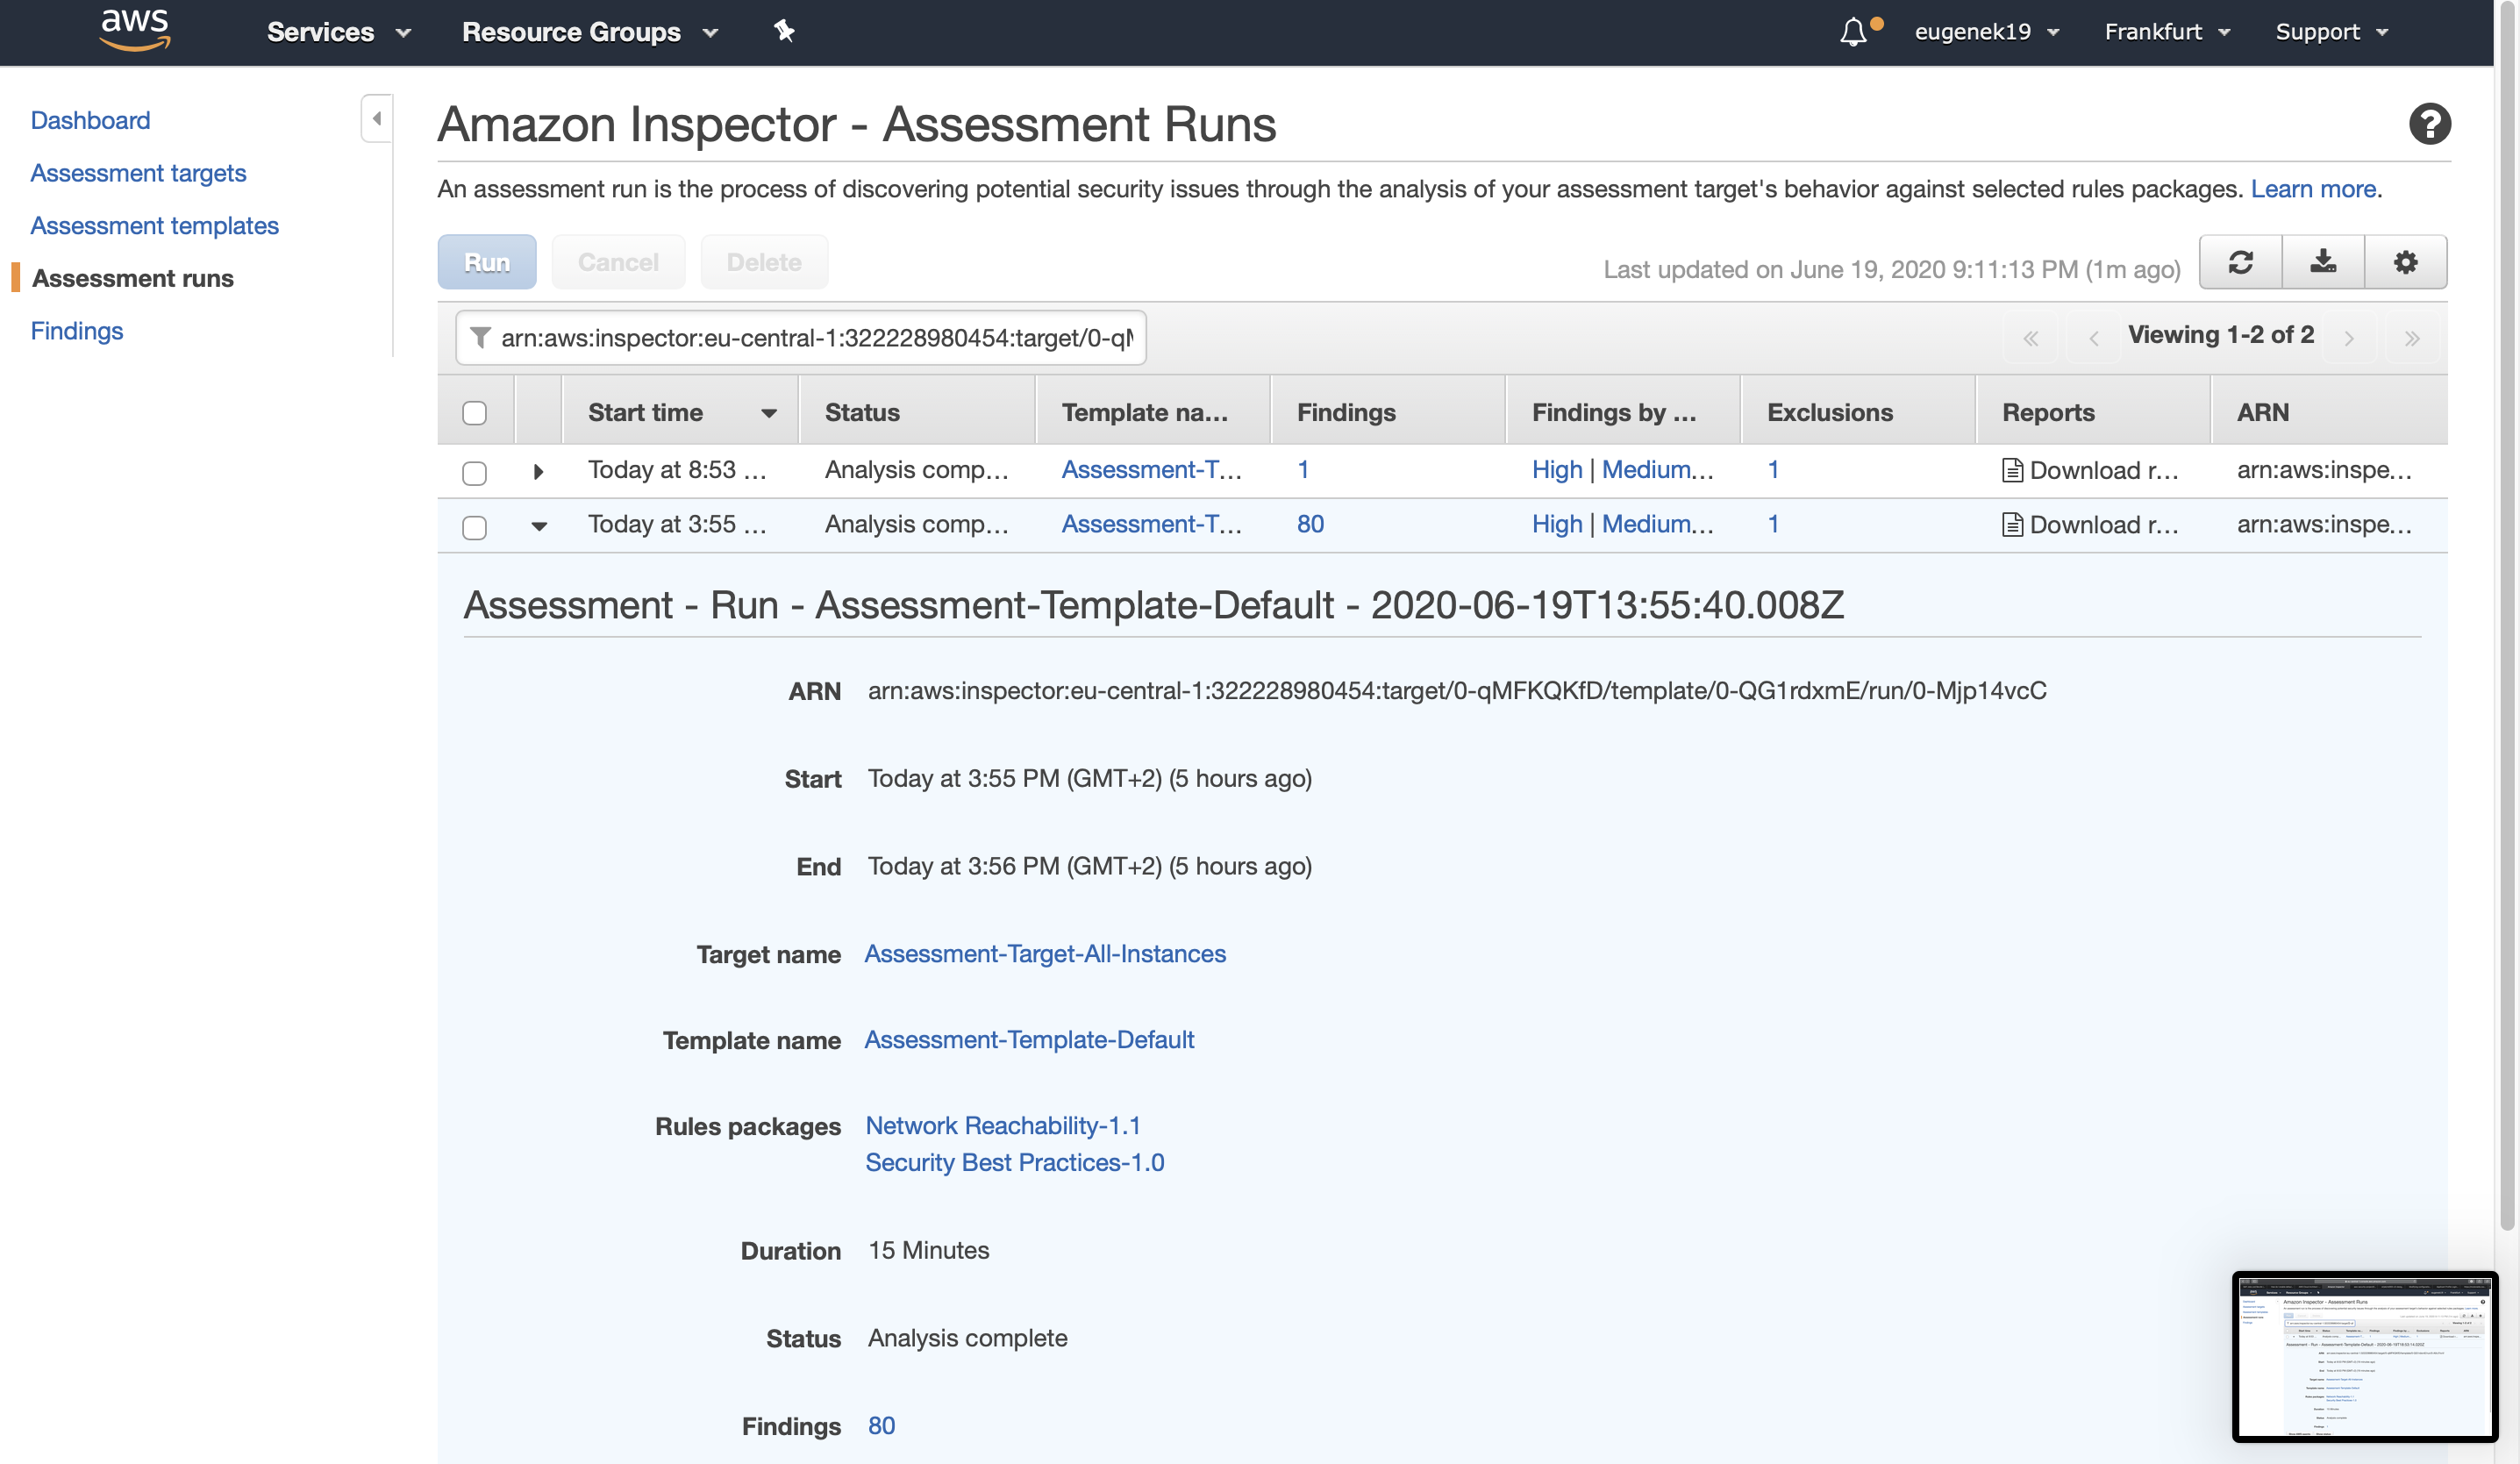 aws Services Resource Groups eugenek19 Frankfurt Support
Dashboard
Assessment targets
Assessment templates
Assessment runs
Findings
Amazon Inspector - Assessment Runs
An assessment run is the process of discovering potential security issues through the analysis of your assessment target's behavior against selected rules packages. Learn more.
Run Cancel Delete Last updated on June 19, 2020 9:11:13 PM (1m ago)
arn:aws:inspector:eu-central-1:322228980454:target/0-qM « ‹ Viewing 1-2 of 2 › »
Start time Status Template na... Findings Findings by ... Exclusions Reports ARN
Today at 8:53 ... Analysis comp... Assessment-T... 1 High | Medium... 1 Download r... arn:aws:inspe...
Today at 3:55 ... Analysis comp... Assessment-T... 80 High | Medium... 1 Download r... arn:aws:inspe...
Assessment - Run - Assessment-Template-Default - 2020-06-19T13:55:40.008Z
ARN arn:aws:inspector:eu-central-1:322228980454:target/0-qMFKQKfD/template/0-QG1rdxmE/run/0-Mjp14vcC
Start Today at 3:55 PM (GMT+2) (5 hours ago)
End Today at 3:56 PM (GMT+2) (5 hours ago)
Target name Assessment-Target-All-Instances
Template name Assessment-Template-Default
Rules packages Network Reachability-1.1
Security Best Practices-1.0
Duration 15 Minutes
Status Analysis complete
Findings 80